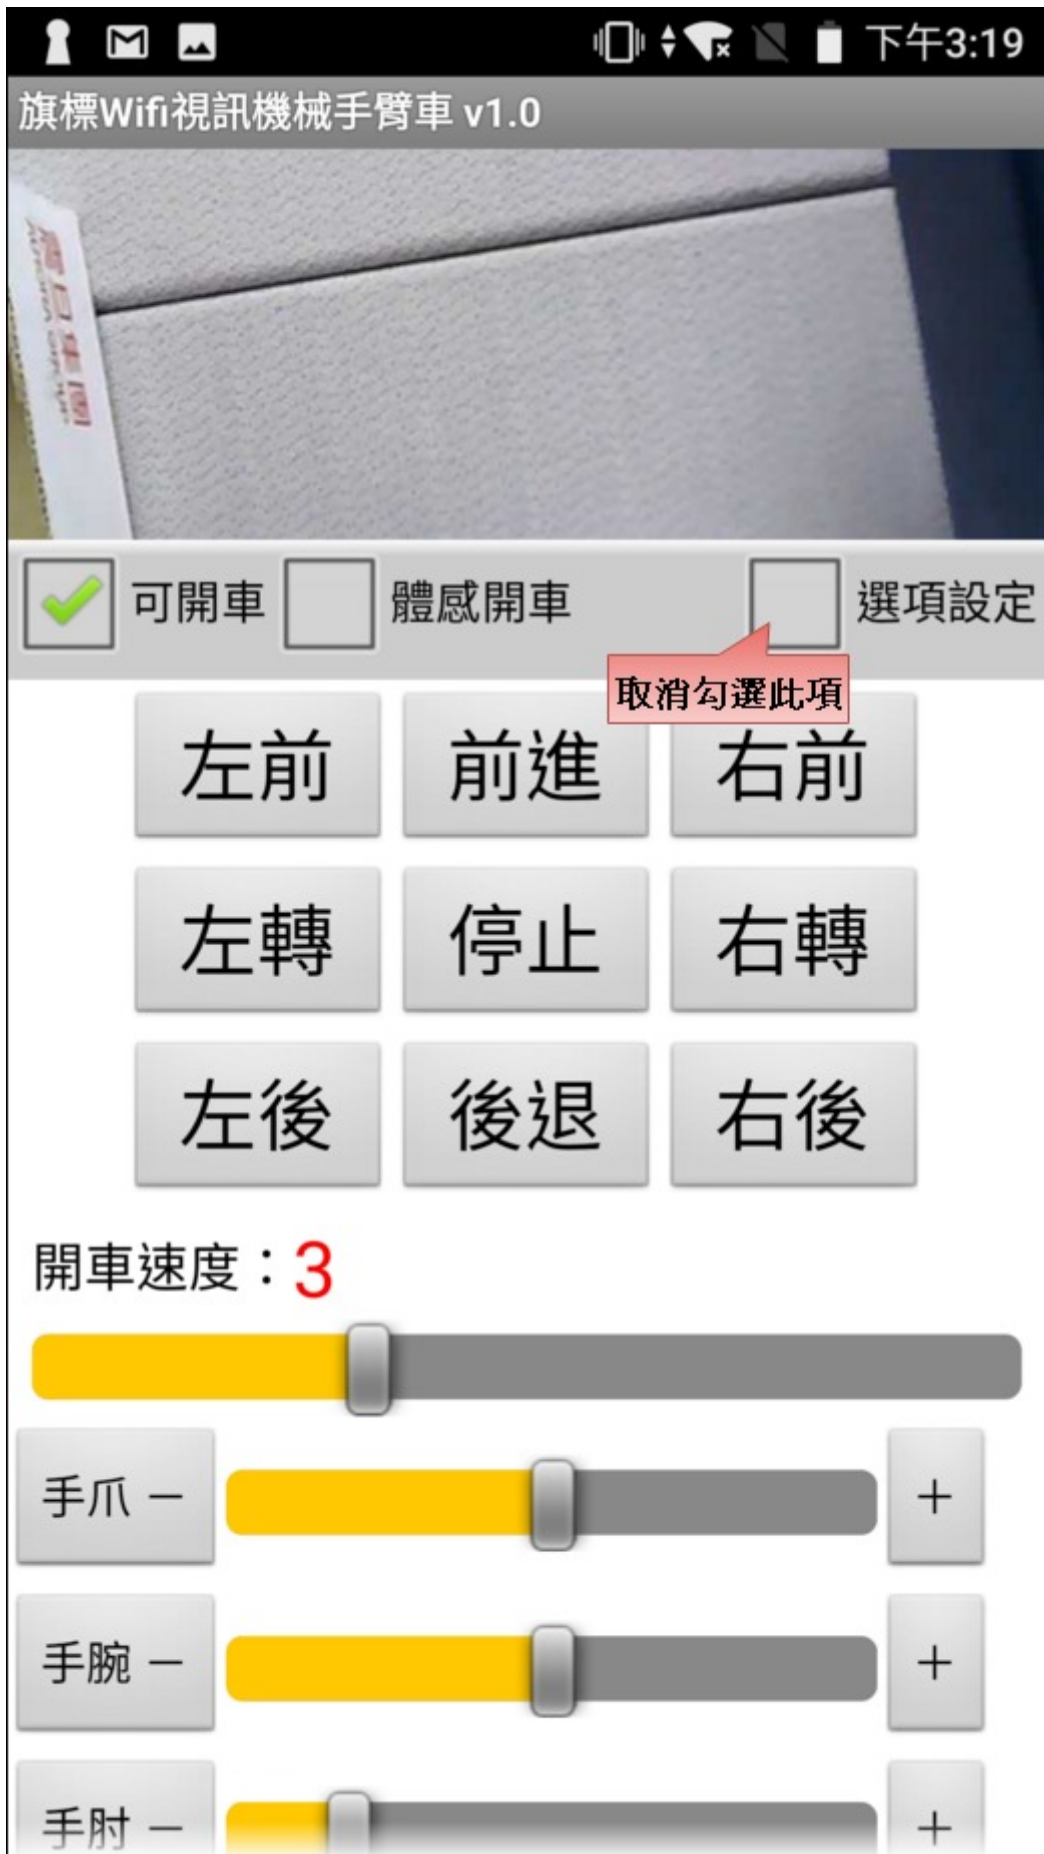 下午3:19
旗標Wifi視訊機械手臂車 v1.0
可開車 體感開車 選項設定
取消勾選此項
左前 前進 右前
左轉 停止 右轉
左後 後退 右後
開車速度：3
手爪 － ＋
手腕 － ＋
手肘 － ＋